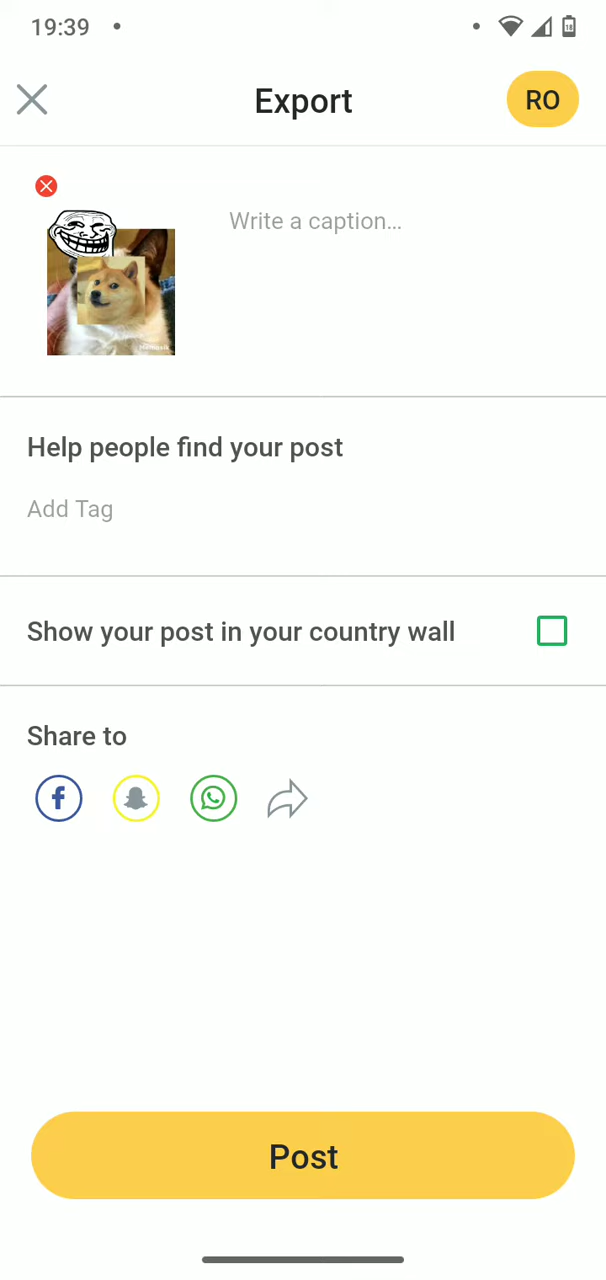 19:39
18
Export
RO
Write a caption...
Help people find your post
Add Tag
Show your post in your country wall
Share to
Post